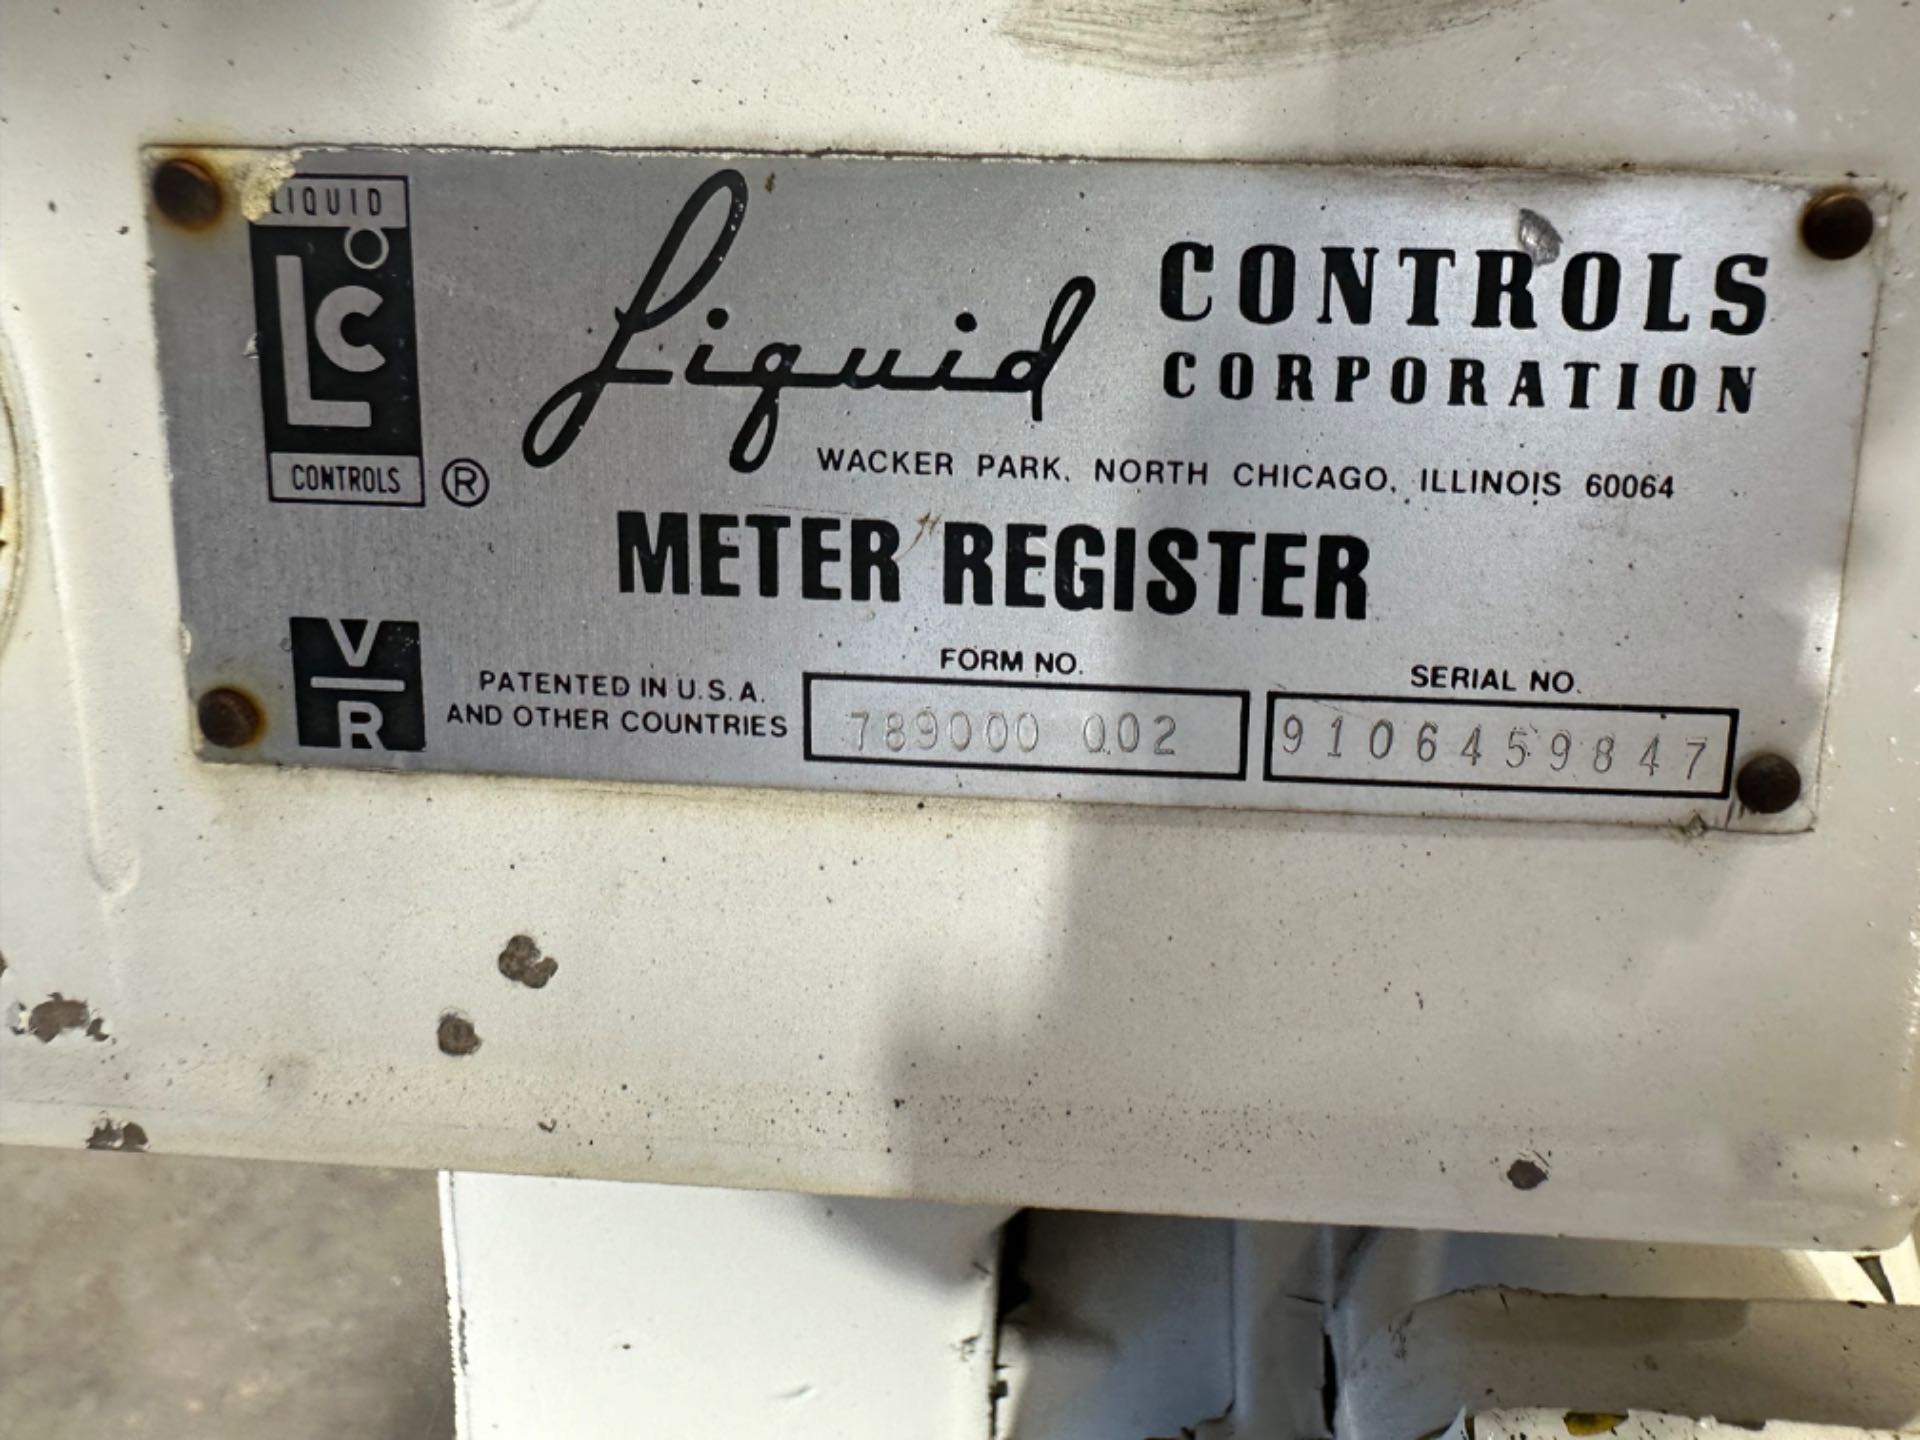 LIQUID
LC
CONTROLS ®
Liquid CONTROLS
CORPORATION
WACKER PARK, NORTH CHICAGO, ILLINOIS 60064
METER REGISTER
V
R
PATENTED IN U.S.A.
AND OTHER COUNTRIES
FORM NO.
789000 002
SERIAL NO.
9106459847